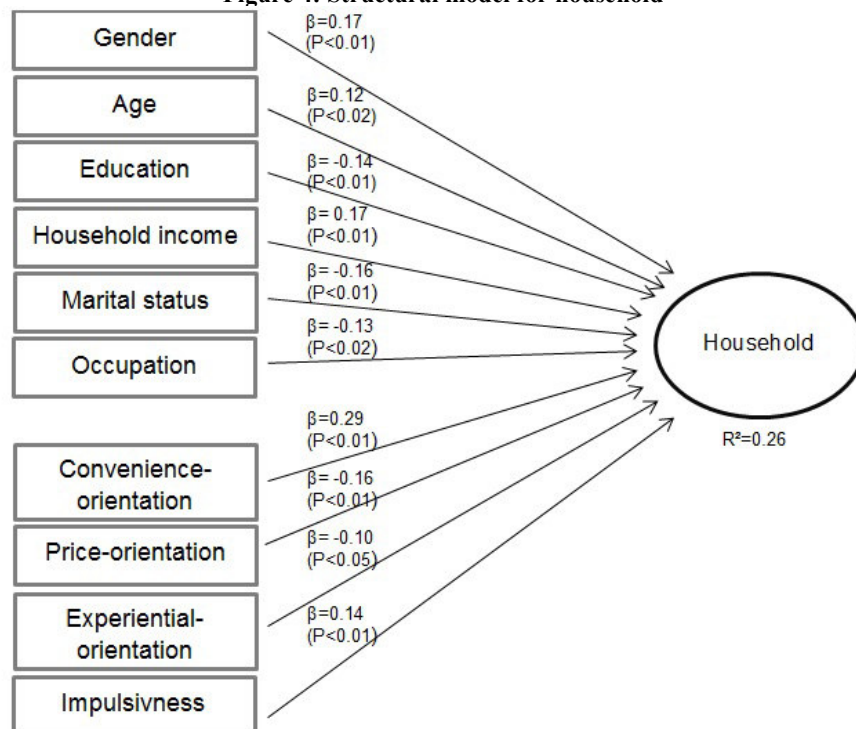 Figure 4: Structural model for household
Gender
β=0.17
(P<0.01)
Age
β=0.12
(P<0.02)
Education
β= -0.14
(P<0.01)
Household income
β= 0.17
(P<0.01)
Marital status
β= -0.16
(P<0.01)
Occupation
β= -0.13
(P<0.02)
Household
R²=0.26
Convenience-
orientation
β=0.29
(P<0.01)
Price-orientation
β= -0.16
(P<0.01)
Experiential-
orientation
β= -0.10
(P<0.05)
Impulsivness
β=0.14
(P<0.01)